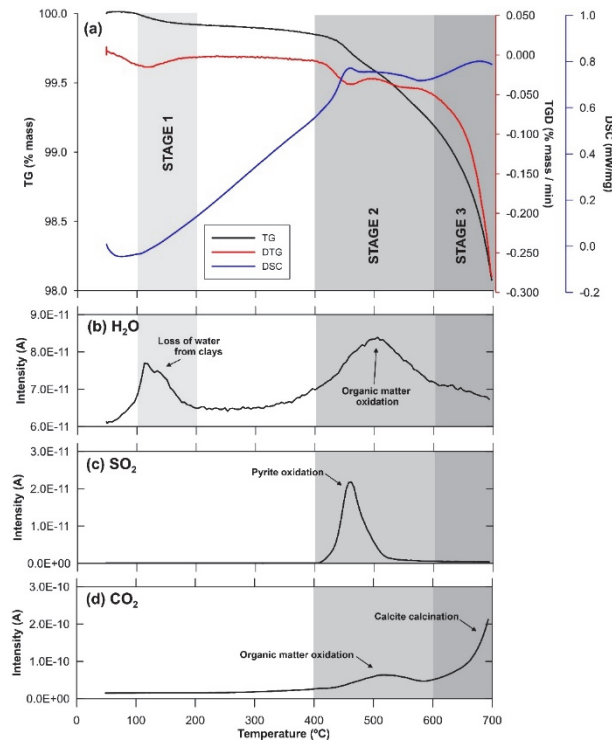 (a)
100.0
99.5
99.0
98.5
98.0
TG (% mass)
STAGE 1
STAGE 2
STAGE 3
TG
DTG
DSC
0.050
0.000
-0.050
-0.100
-0.150
-0.200
-0.250
-0.300
TGD (% mass / min)
1.0
0.8
0.6
0.4
0.2
0.0
-0.2
DSC (mw/mg)
(b) H₂O
9.0E-11
8.0E-11
7.0E-11
6.0E-11
Intensity (A)
Loss of water
from clays
Organic matter
oxidation
(c) SO₂
3.0E-11
2.0E-11
1.0E-11
0.0E+00
Intensity (A)
Pyrite oxidation
(d) CO₂
3.0E-10
2.0E-10
1.0E-10
0.0E+00
Intensity (A)
Organic matter oxidation
Calcite calcination
0 100 200 300 400 500 600 700
Temperature (ºC)